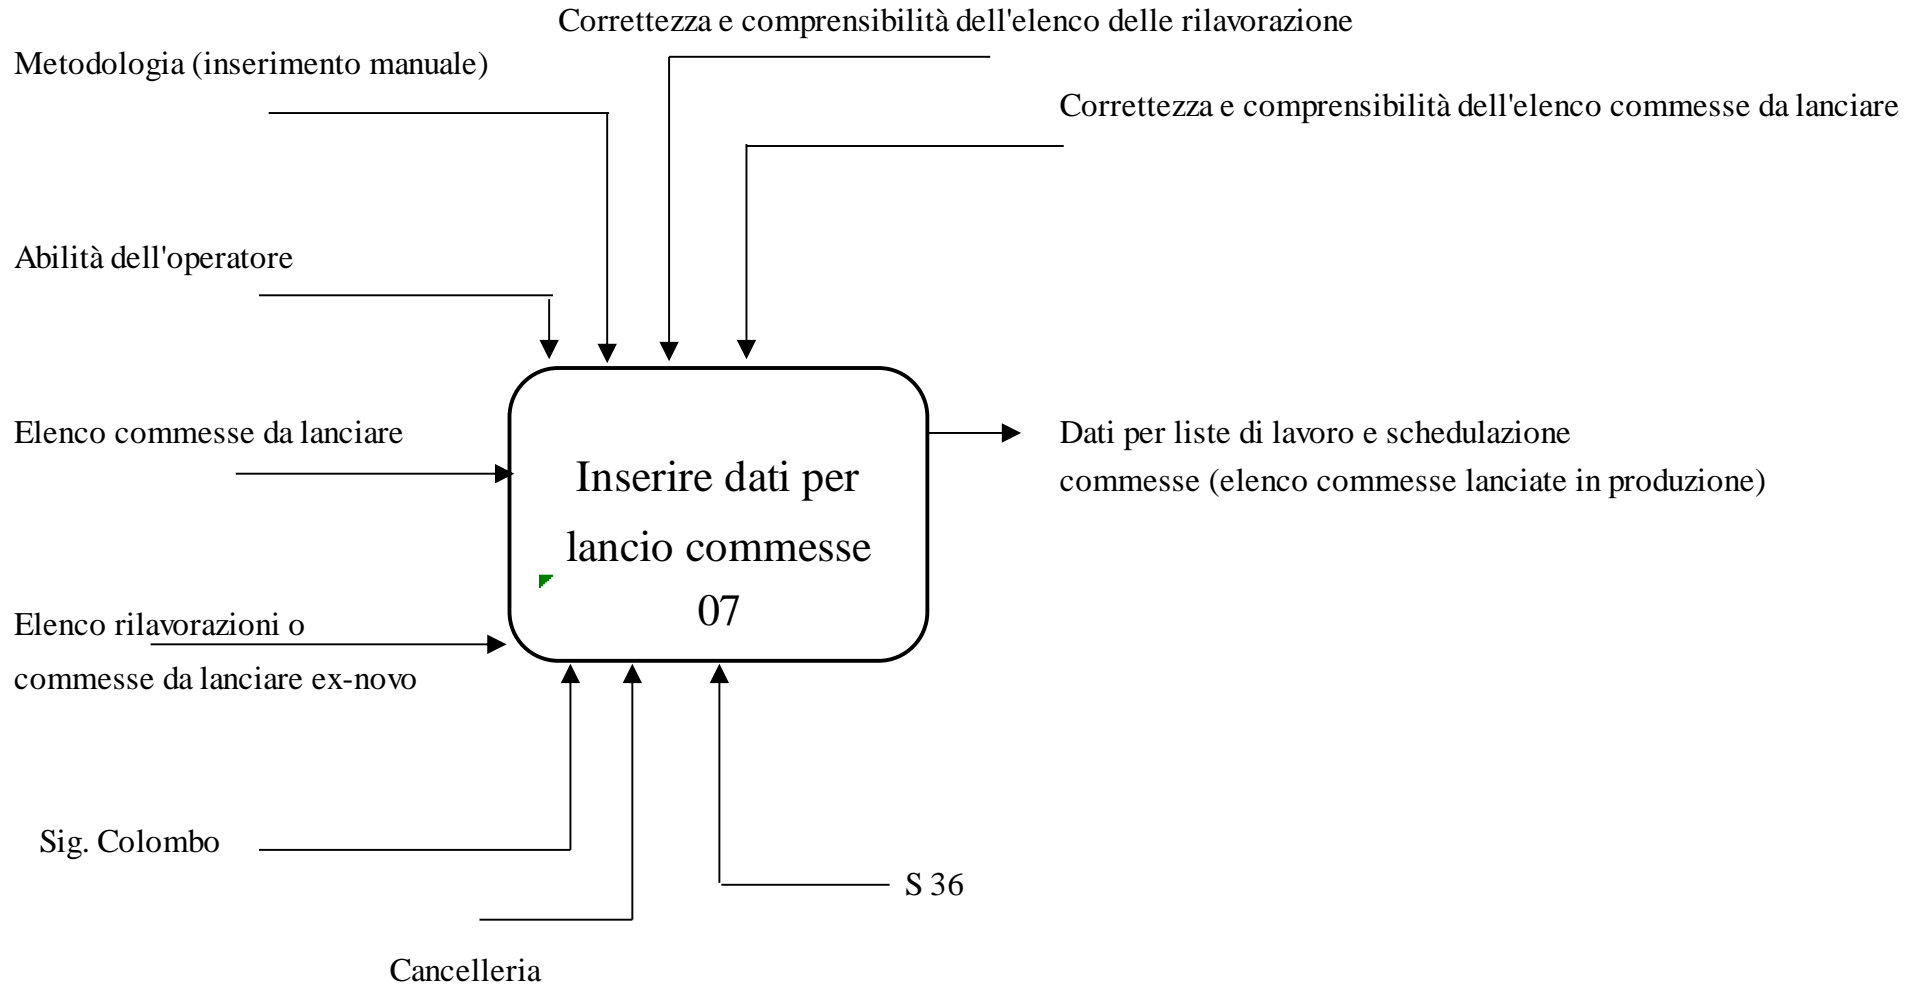 Correttezza e comprensibilità dell'elenco delle rilavorazione
Metodologia (inserimento manuale)
Correttezza e comprensibilità dell'elenco commesse da lanciare
Abilità dell'operatore
Elenco commesse da lanciare
Dati per liste di lavoro e schedulazione
commesse (elenco commesse lanciate in produzione)
Inserire dati per
lancio commesse
07
Elenco rilavorazioni o
commesse da lanciare ex-novo
Sig. Colombo
S 36
Cancelleria